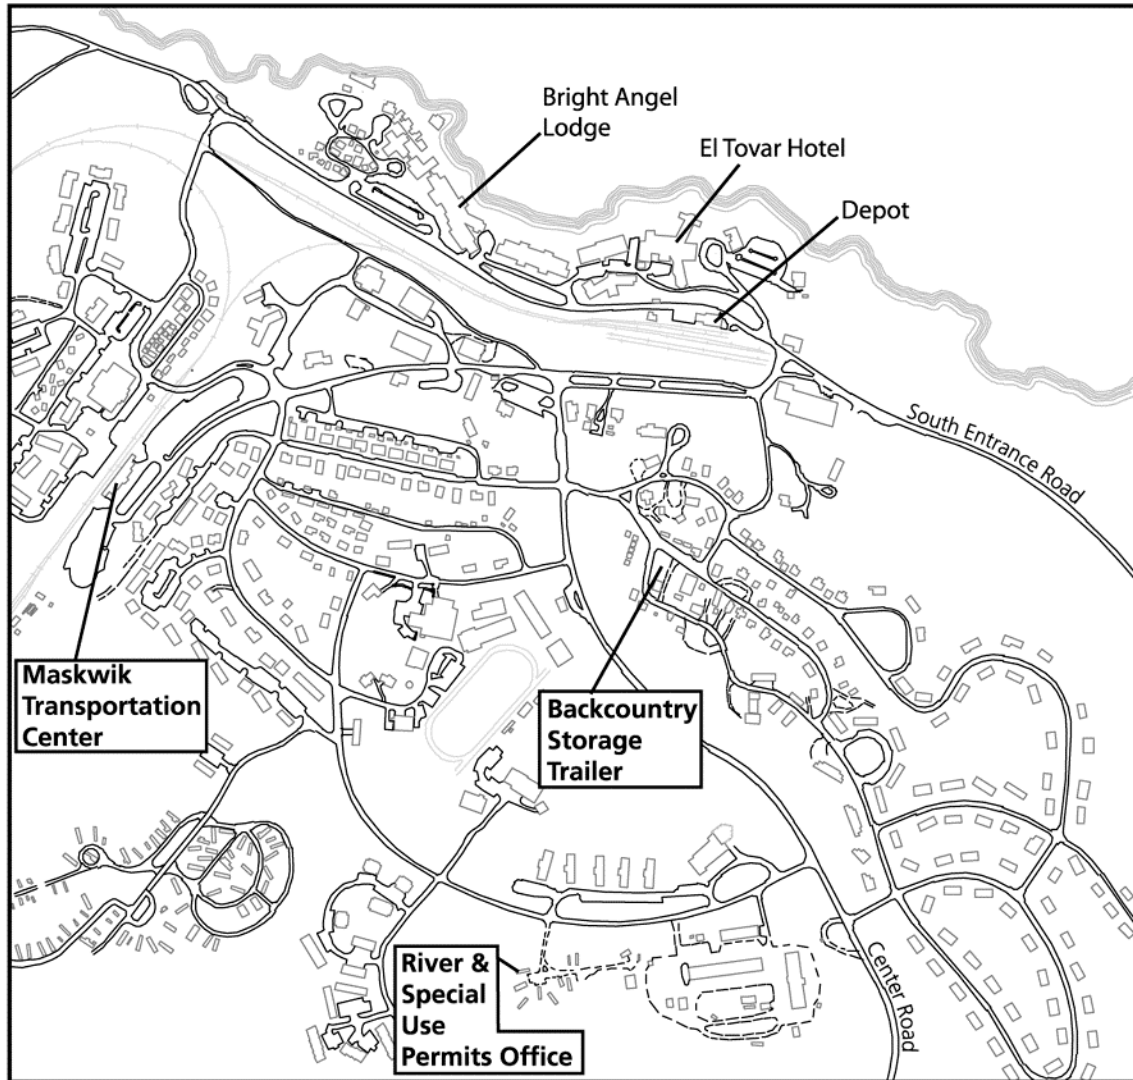 Bright Angel
Lodge
El Tovar Hotel
Depot
South Entrance Road
Maskwik
Transportation
Center
Backcountry
Storage
Trailer
River &
Special
Use
Permits Office
Center Road